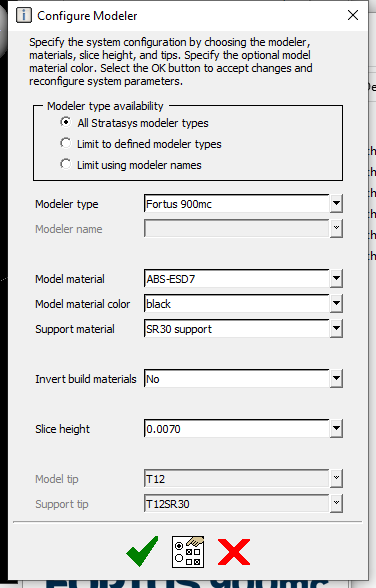 Configure Modeler
Specify the system configuration by choosing the modeler,
materials, slice height, and tips. Specify the optional model
material color. Select the OK button to accept changes and
reconfigure system parameters.
Modeler type availability
All Stratasys modeler types
Limit to defined modeler types
Limit using modeler names
Modeler type Fortus 900mc
Modeler name
Model material ABS-ESD7
Model material color black
Support material SR30 support
Invert build materials No
Slice height 0.0070
Model tip T12
Support tip T12SR30